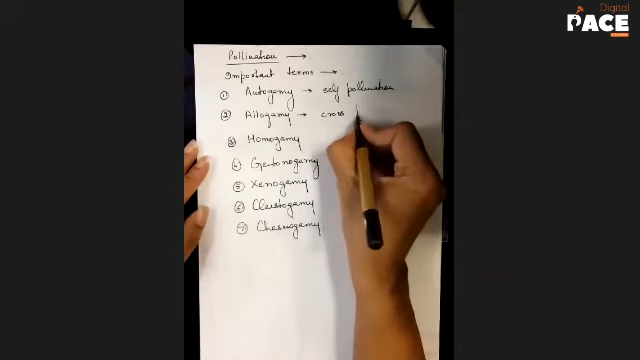 Digital
PACE
Pollination →.
Important terms →
① Autogamy → self pollination
② Allogamy → cross
③ Homogamy
④ Geitonogamy
⑤ Xenogamy
⑥ Cleistogamy
⑦ Chasmogamy.